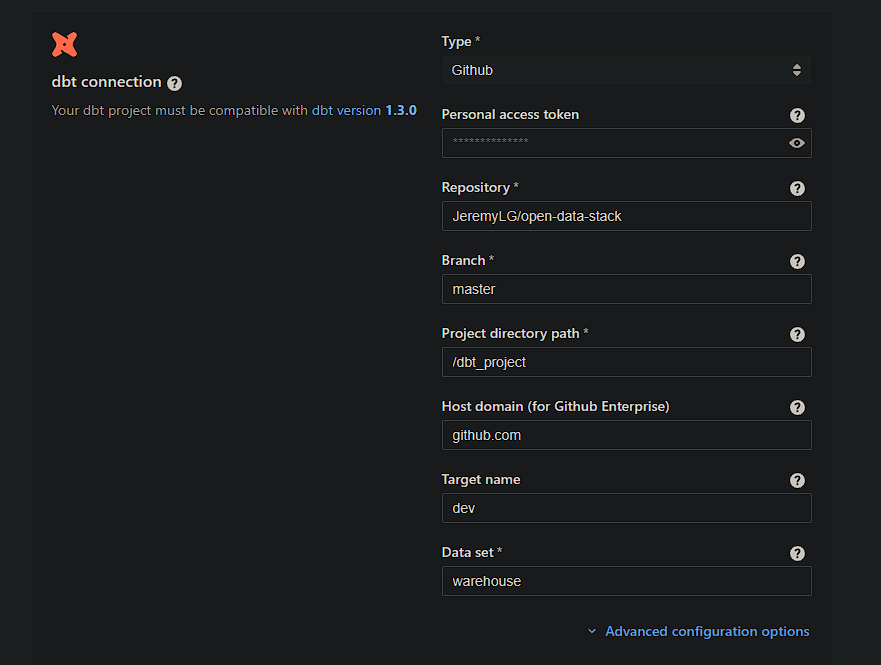 dbt connection ?
Your dbt project must be compatible with dbt version 1.3.0
Type *
Github
Personal access token ?
**************
Repository * ?
JeremyLG/open-data-stack
Branch * ?
master
Project directory path * ?
/dbt_project
Host domain (for Github Enterprise) ?
github.com
Target name ?
dev
Data set * ?
warehouse
Advanced configuration options